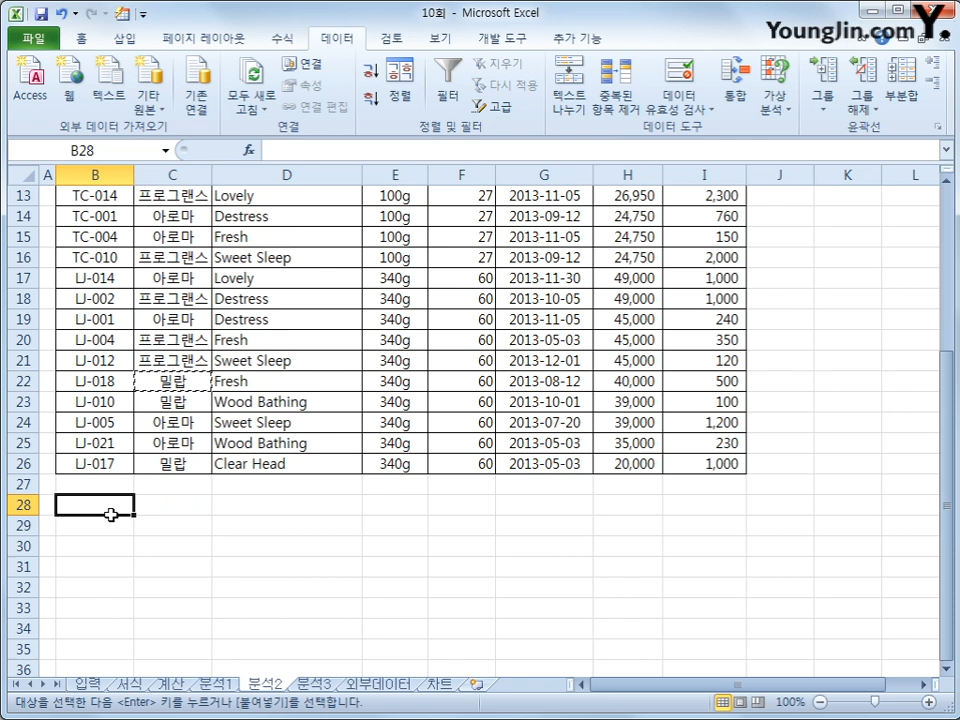 10회 - Microsoft Excel
Younglin.com Y.
파일 홈 삽입 페이지 레이아웃 수식 데이터 검토 보기 개발 도구 추가 기능
Access 웹 텍스트 기타 원본 기존 연결 모두 새로 고침 연결 속성 연결 편집 정렬 필터 지우기 다시 적용 고급 텍스트 나누기 중복된 항목 제거 데이터 유효성 검사 통합 가상 분석 그룹 그룹 해제 부분합
외부 데이터 가져오기 연결 정렬 및 필터 데이터 도구 윤곽선
B28 fx
A B C D E F G H I J K L
13 TC-014 프로그랜스 Lovely 100g 27 2013-11-05 26,950 2,300
14 TC-001 아로마 Destress 100g 27 2013-09-12 24,750 760
15 TC-004 아로마 Fresh 100g 27 2013-11-05 24,750 150
16 TC-010 프로그랜스 Sweet Sleep 100g 27 2013-09-12 24,750 2,000
17 LJ-014 아로마 Lovely 340g 60 2013-11-30 49,000 1,000
18 LJ-002 프로그랜스 Destress 340g 60 2013-10-05 49,000 1,000
19 LJ-001 아로마 Destress 340g 60 2013-11-05 45,000 240
20 LJ-004 프로그랜스 Fresh 340g 60 2013-05-03 45,000 350
21 LJ-012 프로그랜스 Sweet Sleep 340g 60 2013-12-01 45,000 120
22 LJ-018 밀랍 Fresh 340g 60 2013-08-12 40,000 500
23 LJ-010 밀랍 Wood Bathing 340g 60 2013-10-01 39,000 100
24 LJ-005 아로마 Sweet Sleep 340g 60 2013-07-20 39,000 1,200
25 LJ-021 아로마 Wood Bathing 340g 60 2013-05-03 35,000 230
26 LJ-017 밀랍 Clear Head 340g 60 2013-05-03 20,000 1,000
27
28
29
30
31
32
33
34
35
36
입력 서식 계산 분석1 분석2 분석3 외부데이터 차트
대상을 선택한 다음 <Enter> 키를 누르거나 [붙여넣기]를 선택합니다. 100%